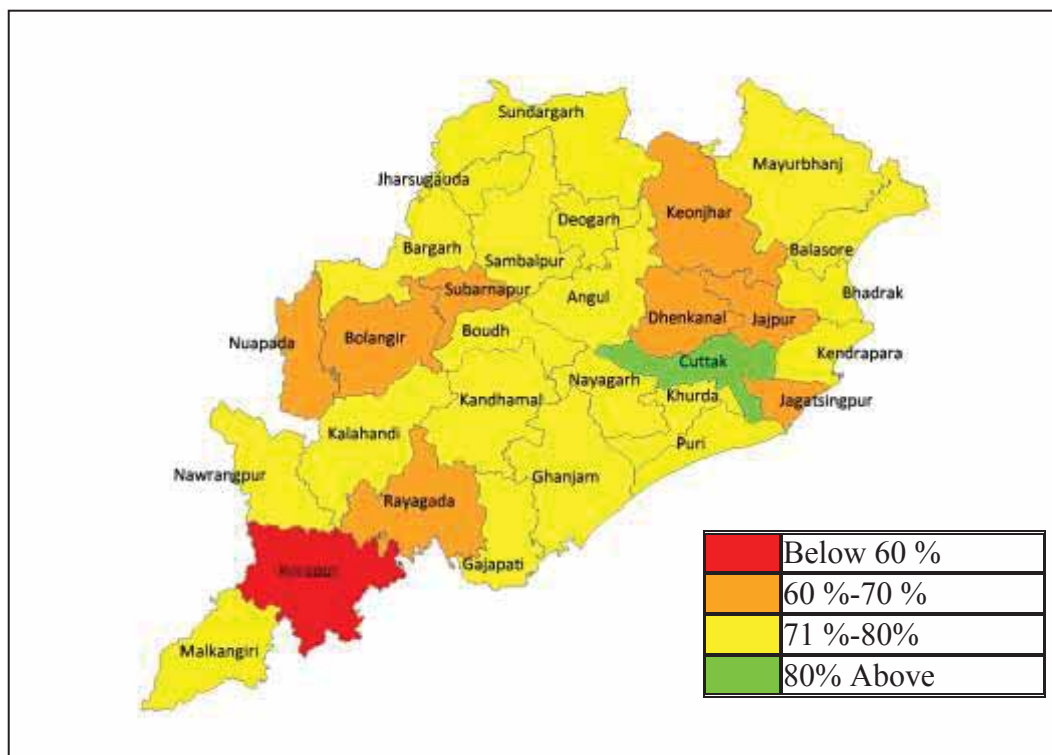 Sundargarh
Mayurbhanj
Jharsugauda
Keonjhar
Deogarh
Bargarh
Balasore
Sambalpur
Subarnapur
Angul
Bhadrak
Dhenkanal
Jajpur
Nuapada
Bolangir
Boudh
Kendrapara
Cuttak
Nayagarh
Khurda
Jagatsingpur
Kandhamal
Kalahandi
Puri
Nawrangpur
Ghanjam
Rayagada
Gajapati
Koraput
Malkangiri
Below 60 %
60 %-70 %
71 %-80%
80% Above